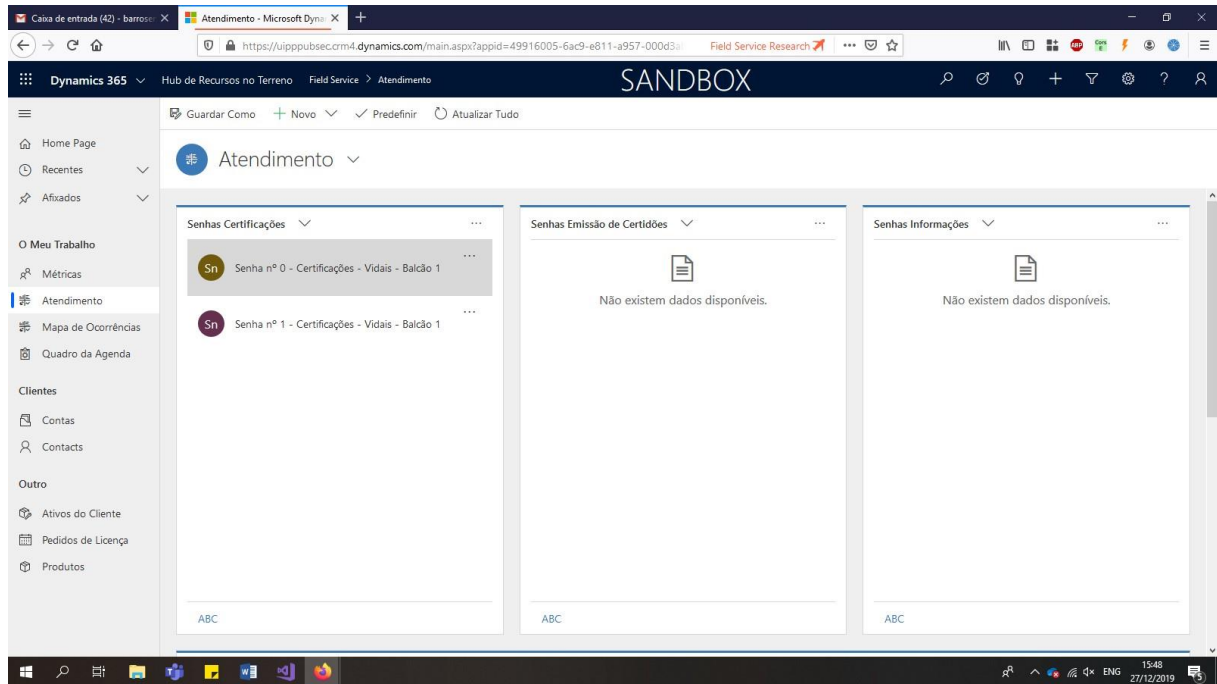 Caixa de entrada (42) - barrose
Atendimento - Microsoft Dyna
https://uipppubsec.crm4.dynamics.com/main.aspx?appid=49916005-6ac9-e811-a957-000d3a
Field Service Research
Dynamics 365
Hub de Recursos no Terreno
Field Service > Atendimento
SANDBOX
Guardar Como
Novo
Predefinir
Atualizar Tudo
Home Page
Recentes
Afixados
O Meu Trabalho
Métricas
Atendimento
Mapa de Ocorrências
Quadro da Agenda
Clientes
Contas
Contacts
Outro
Ativos do Cliente
Pedidos de Licença
Produtos
Atendimento
Senhas Certificações
Sn Senha nº 0 - Certificações - Vidais - Balcão 1
Sn Senha nº 1 - Certificações - Vidais - Balcão 1
ABC
Senhas Emissão de Certidões
Não existem dados disponíveis.
ABC
Senhas Informações
Não existem dados disponíveis.
ABC
ENG
15:48
27/12/2019